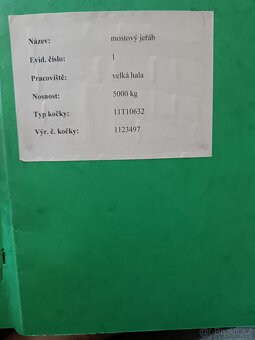 Název: mostový jeřáb
Evid. číslo: 1
Pracoviště: velká hala
Nosnost: 5000 kg
Typ kočky: 11T10632
Výr. č. kočky: 1123497